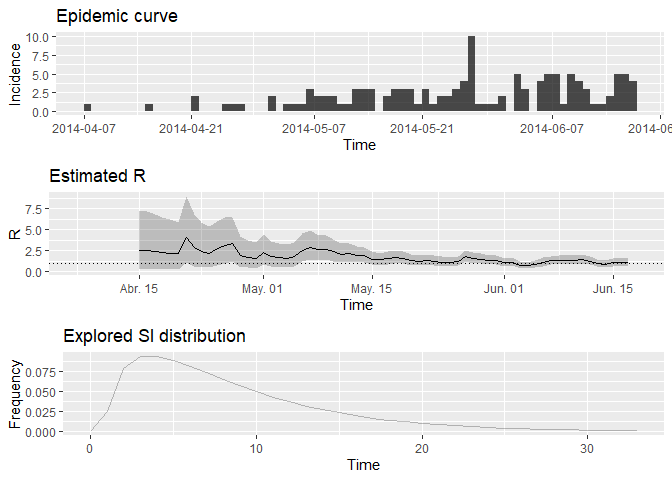 Epidemic curve
Incidence
10.0
7.5
5.0
2.5
0.0
2014-04-07 2014-04-21 2014-05-07 2014-05-21 2014-06-07 2014-06
Time
Estimated R
R
7.5
5.0
2.5
0.0
Abr. 15 May. 01 May. 15 Jun. 01 Jun. 15
Time
Explored SI distribution
Frequency
0.075
0.050
0.025
0.000
0 10 20 30
Time